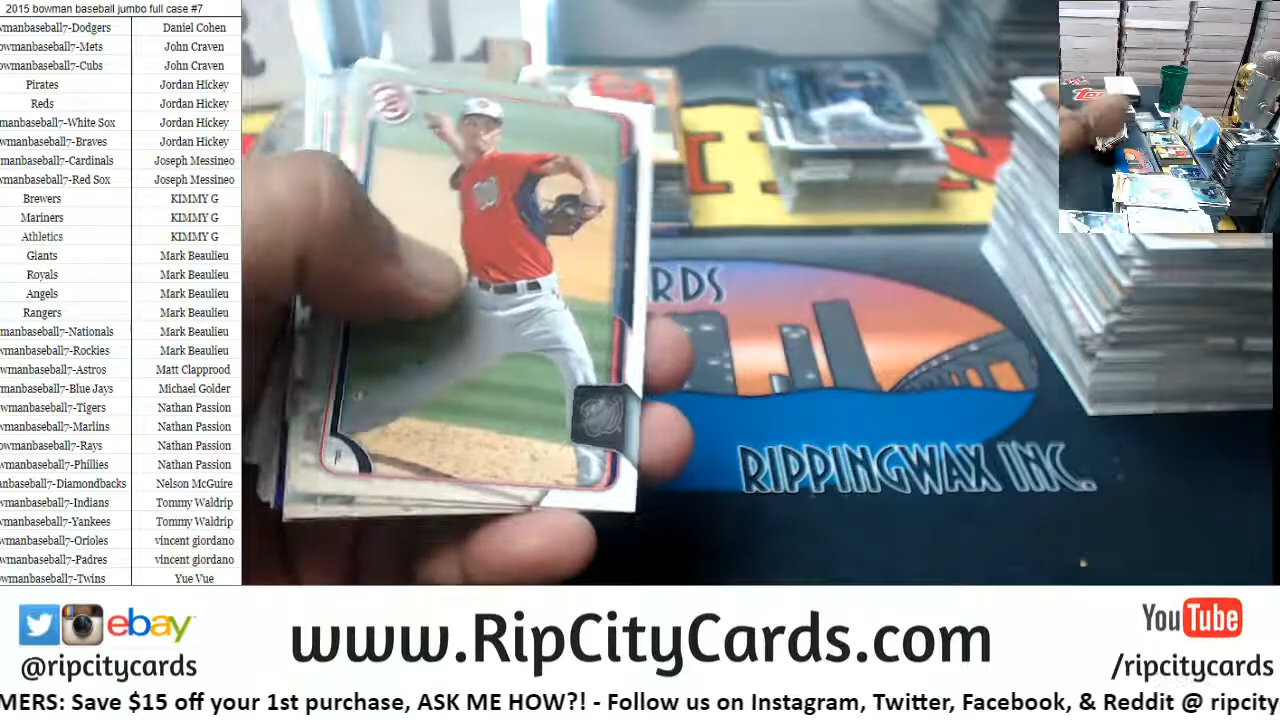 2015 bowman baseball jumbo full case #7
wmanbaseball7-Dodgers Daniel Cohen
owmanbaseball7-Mets John Craven
owmanbaseball7-Cubs John Craven
Pirates Jordan Hickey
Reds Jordan Hickey
manbaseball7-White Sox Jordan Hickey
wmanbaseball7-Braves Jordan Hickey
manbaseball7-Cardinals Joseph Messineo
manbaseball7-Red Sox Joseph Messineo
Brewers KIMMY G
Mariners KIMMY G
Athletics KIMMY G
Giants Mark Beaulieu
Royals Mark Beaulieu
Angels Mark Beaulieu
Rangers Mark Beaulieu
manbaseball7-Nationals Mark Beaulieu
wmanbaseball7-Rockies Mark Beaulieu
wmanbaseball7-Astros Matt Clapprood
manbaseball7-Blue Jays Michael Golder
owmanbaseball7-Tigers Nathan Passion
wmanbaseball7-Marlins Nathan Passion
owmanbaseball7-Rays Nathan Passion
wmanbaseball7-Phillies Nathan Passion
anbaseball7-Diamondbacks Nelson McGuire
wmanbaseball7-Indians Tommy Waldrip
wmanbaseball7-Yankees Tommy Waldrip
wmanbaseball7-Orioles vincent giordano
owmanbaseball7-Padres vincent giordano
owmanbaseball7-Twins Yue Vue
RDS
RIPPINGWAX INC.
ebay
@ripcitycards
www.RipCityCards.com
YouTube
/ripcitycards
MERS: Save $15 off your 1st purchase, ASK ME HOW?! - Follow us on Instagram, Twitter, Facebook, & Reddit @ ripcity